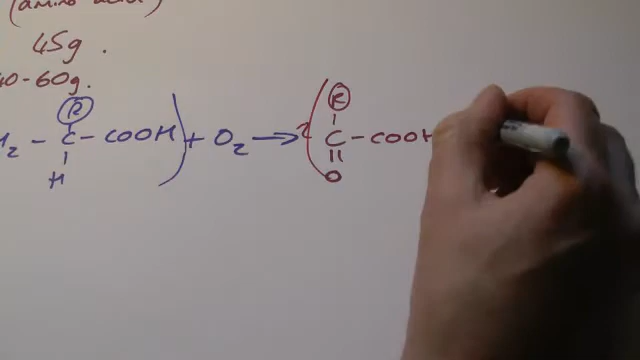 (amino acid)
45g.
40-60g.
H₂ - C - COOH) + O₂ → 2(C - COOH
R
H
R
O